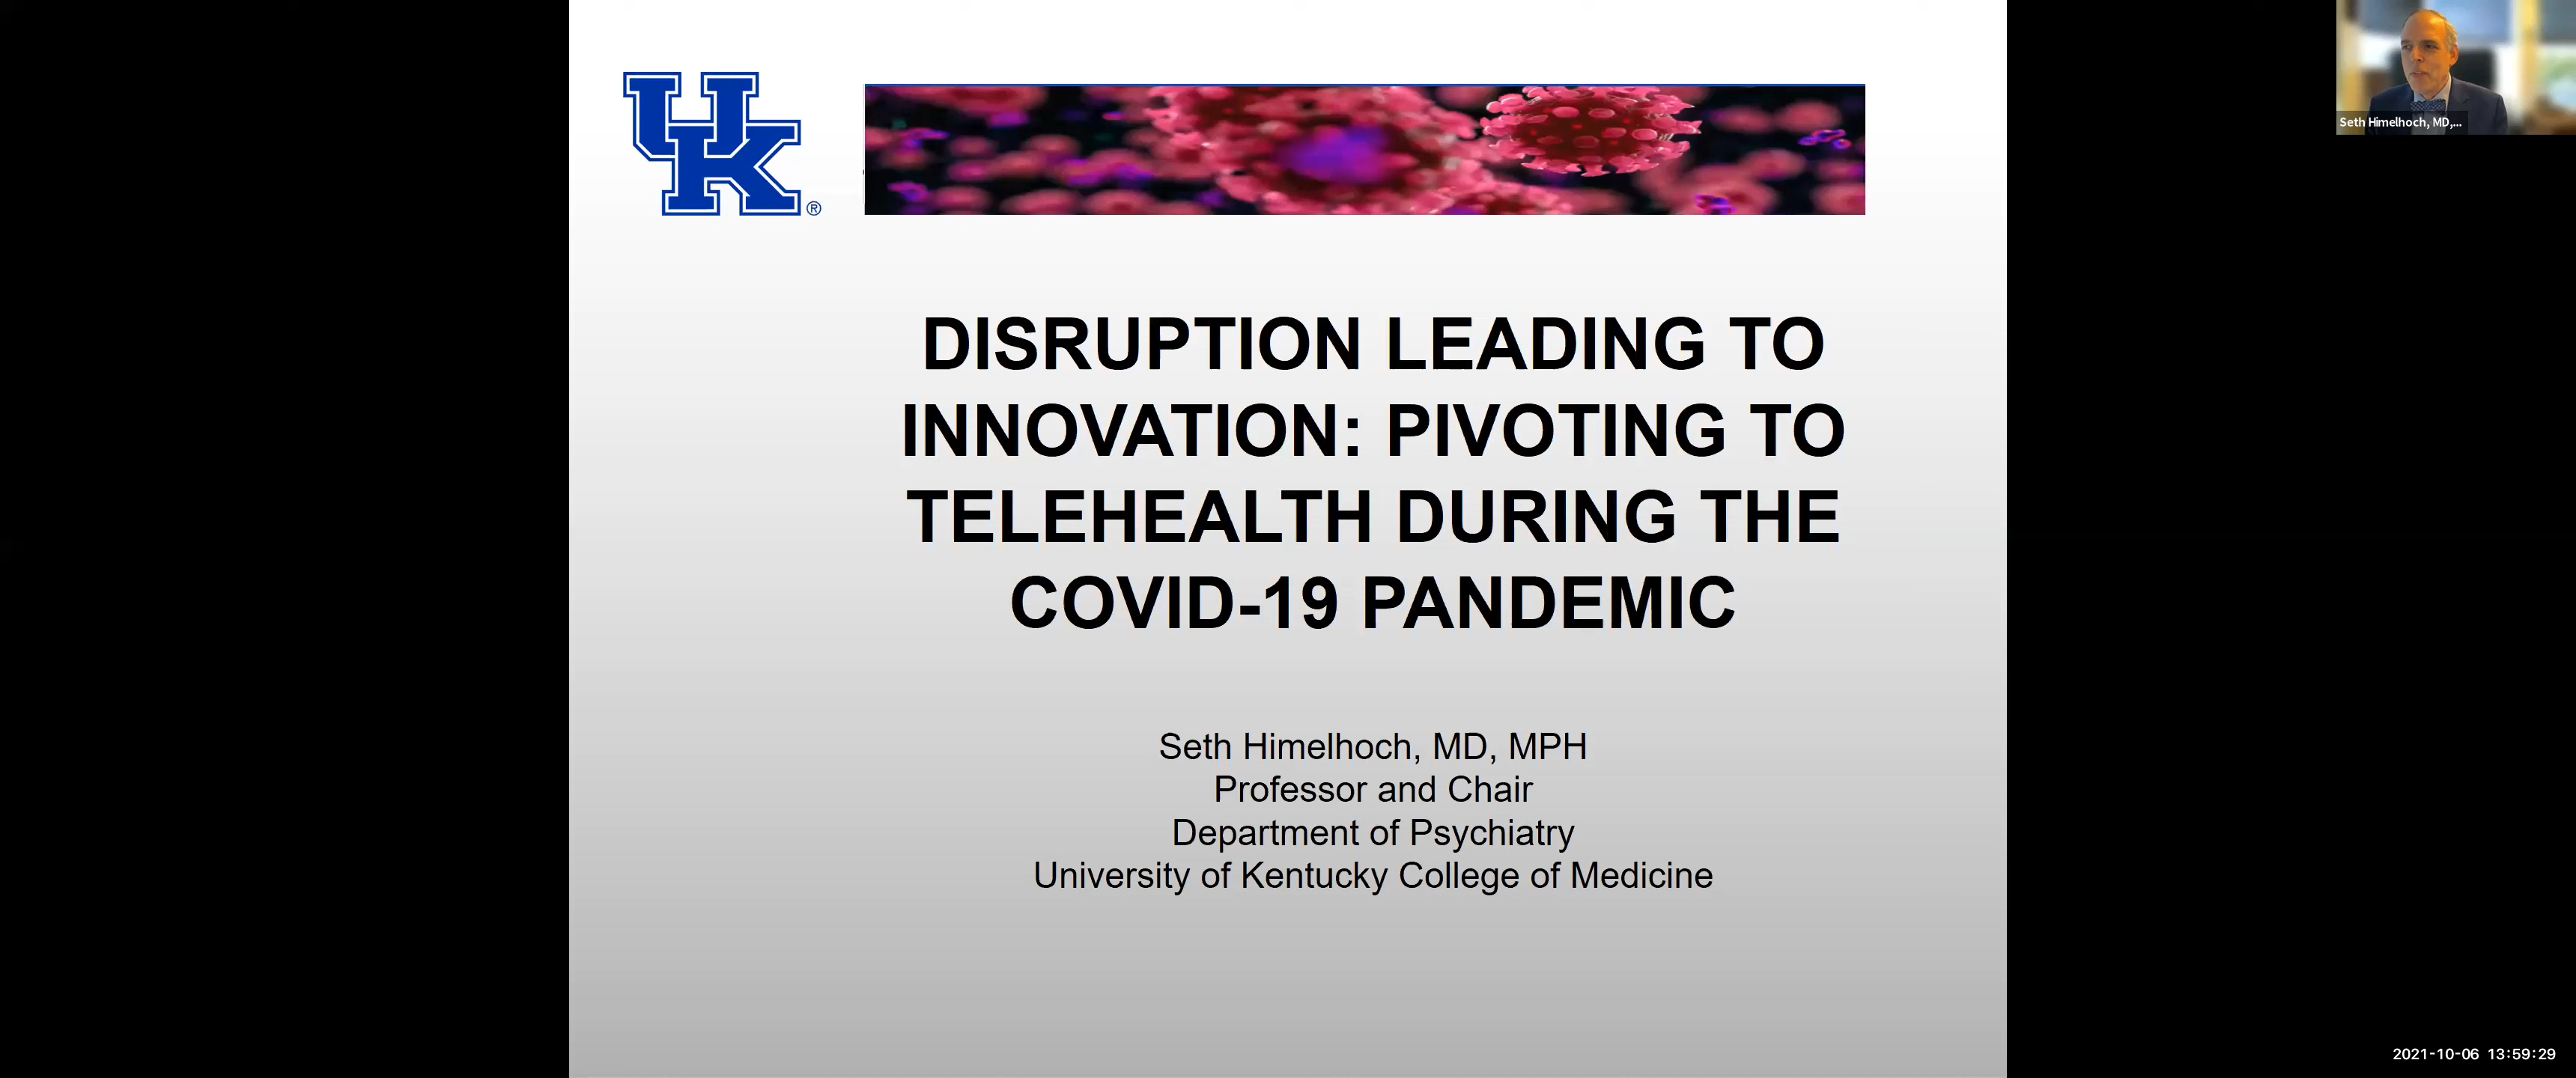 UK®
Seth Himelhoch, MD,...
DISRUPTION LEADING TO
INNOVATION: PIVOTING TO
TELEHEALTH DURING THE
COVID-19 PANDEMIC
Seth Himelhoch, MD, MPH
Professor and Chair
Department of Psychiatry
University of Kentucky College of Medicine
2021-10-06 13:59:29